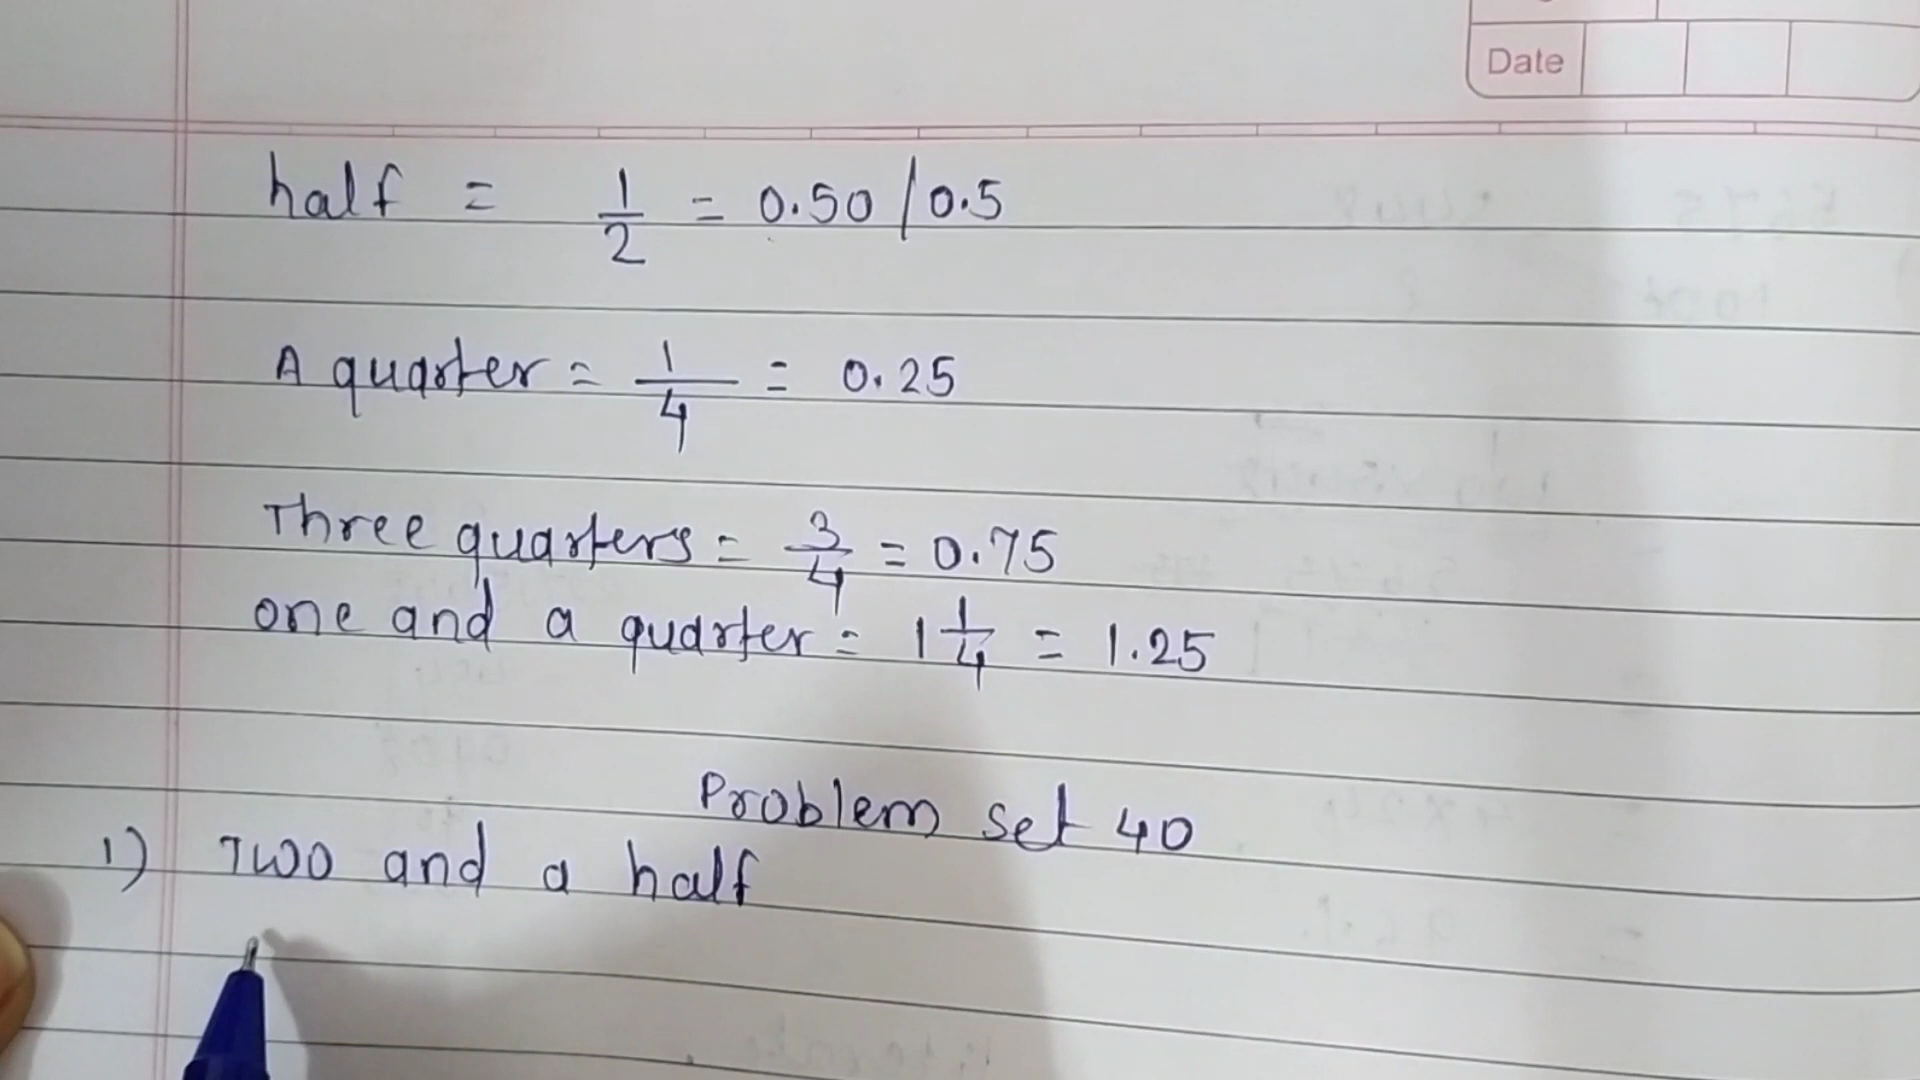 Date
half = 1/2 = 0.50 / 0.5
A quarter = 1/4 = 0.25
Three quarters = 3/4 = 0.75
one and a quarter = 1 1/4 = 1.25
Problem set 40
1) Two and a half